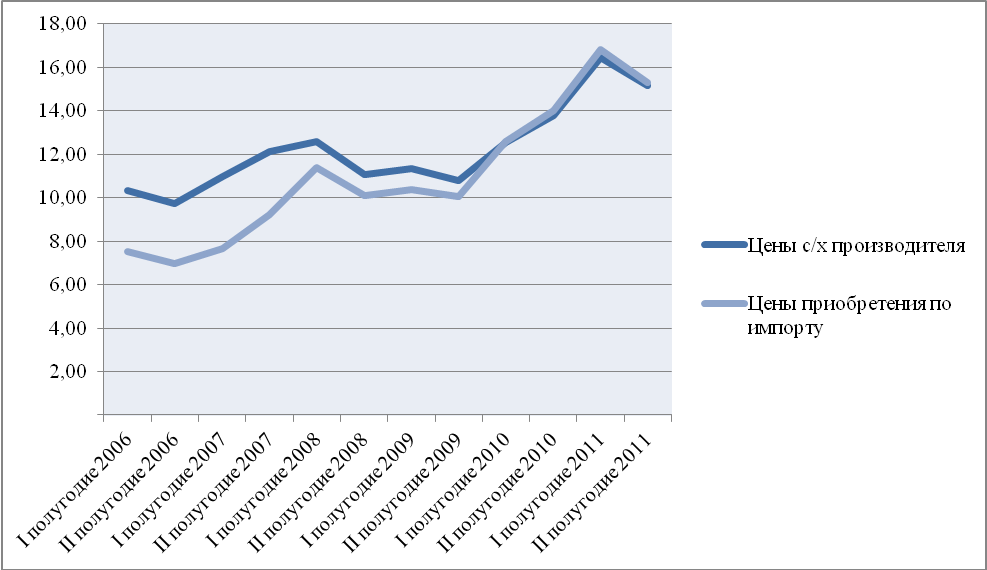 18,00
16,00
14,00
12,00
10,00
8,00
6,00
4,00
2,00
Цены с/х производителя
Цены приобретения по
импорту
I полугодие 2006
II полугодие 2006
I полугодие 2007
II полугодие 2007
I полугодие 2008
II полугодие 2008
I полугодие 2009
II полугодие 2009
I полугодие 2010
II полугодие 2010
I полугодие 2011
II полугодие 2011